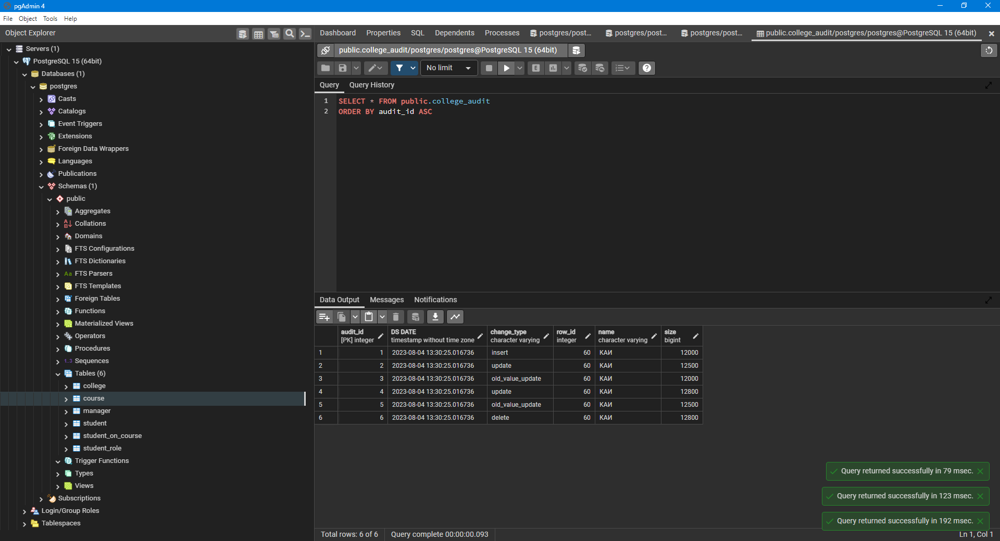 pgAdmin 4
File Object Tools Help
Object Explorer
Servers (1)
PostgreSQL 15 (64bit)
Databases (1)
postgres
Casts
Catalogs
Event Triggers
Extensions
Foreign Data Wrappers
Languages
Publications
Schemas (1)
public
Aggregates
Collations
Domains
FTS Configurations
FTS Dictionaries
Aa FTS Parsers
FTS Templates
Foreign Tables
Functions
Materialized Views
Operators
Procedures
1..3 Sequences
Tables (6)
college
course
manager
student
student_on_course
student_role
Trigger Functions
Types
Views
Subscriptions
Login/Group Roles
Tablespaces
Dashboard Properties SQL Dependents Processes postgres/post... postgres/post... postgres/post... public.college_audit/postgres/postgres@PostgreSQL 15 (64bit)
public.college_audit/postgres/postgres@PostgreSQL 15 (64bit)
No limit E
Query Query History
1 SELECT * FROM public.college_audit
2 ORDER BY audit_id ASC
Data Output Messages Notifications
audit_id DS DATE change_type row_id name size
[PK] integer timestamp without time zone character varying integer character varying bigint
1 1 2023-08-04 13:30:25.016736 insert 60 КАИ 12000
2 2 2023-08-04 13:30:25.016736 update 60 КАИ 12500
3 3 2023-08-04 13:30:25.016736 old_value_update 60 КАИ 12000
4 4 2023-08-04 13:30:25.016736 update 60 КАИ 12800
5 5 2023-08-04 13:30:25.016736 old_value_update 60 КАИ 12500
6 6 2023-08-04 13:30:25.016736 delete 60 КАИ 12800
Query returned successfully in 79 msec.
Query returned successfully in 123 msec.
Query returned successfully in 192 msec.
Total rows: 6 of 6 Query complete 00:00:00.093 Ln 1, Col 1